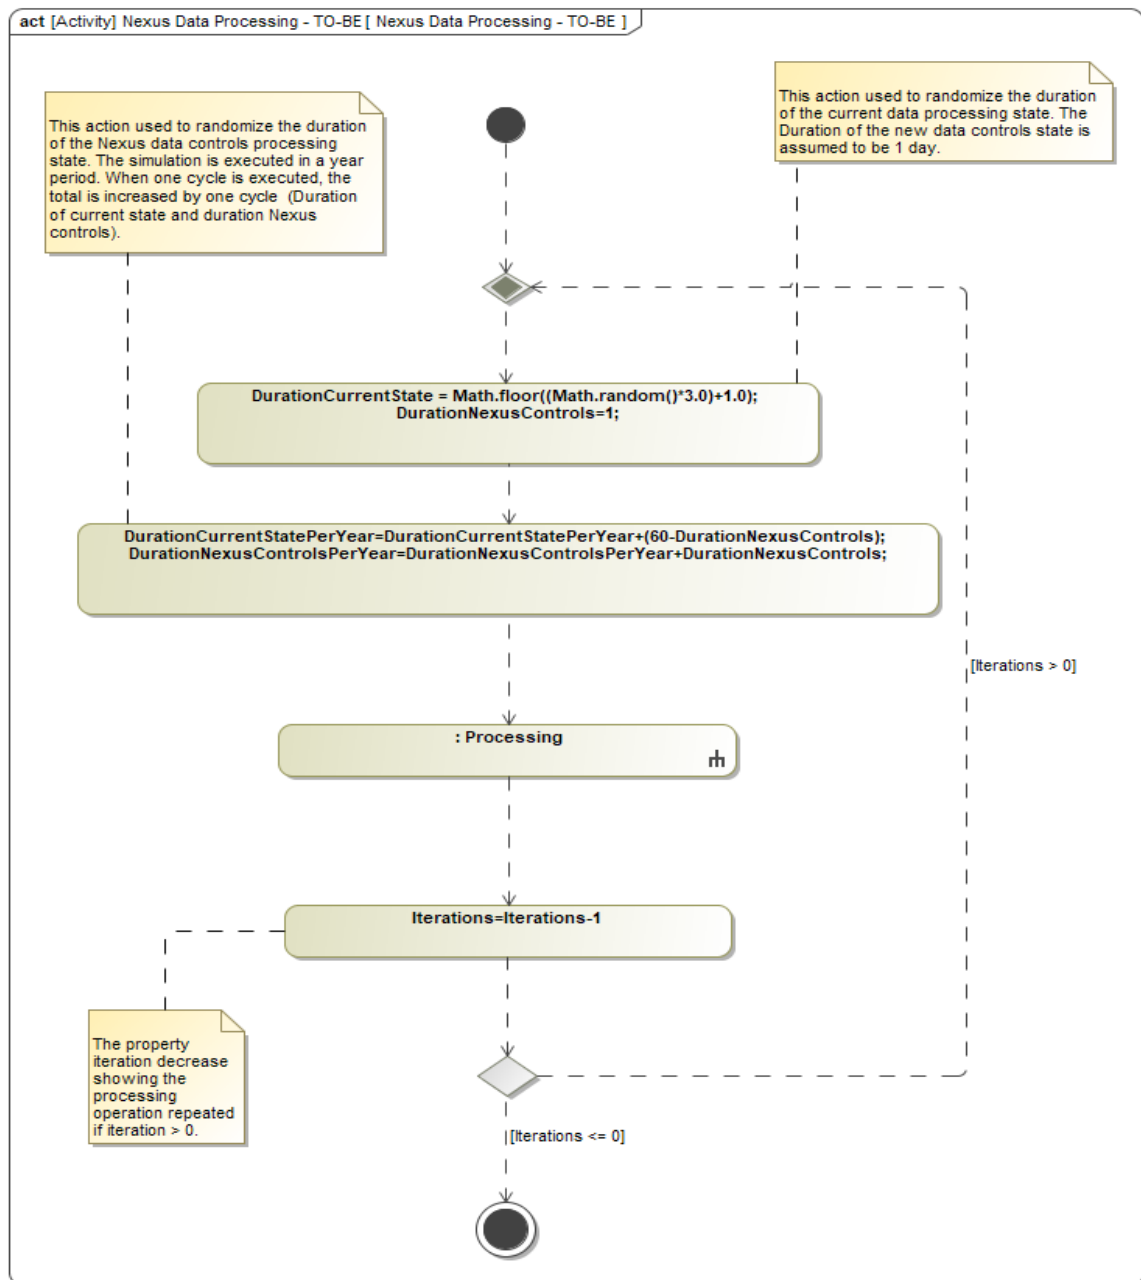 act [Activity] Nexus Data Processing - TO-BE [ Nexus Data Processing - TO-BE ]
This action used to randomize the duration
of the Nexus data controls processing
state. The simulation is executed in a year
period. When one cycle is executed, the
total is increased by one cycle (Duration
of current state and duration Nexus
controls).
This action used to randomize the duration
of the current data processing state. The
Duration of the new data controls state is
assumed to be 1 day.
DurationCurrentState = Math.floor((Math.random()*3.0)+1.0);
DurationNexusControls=1;
DurationCurrentStatePerYear=DurationCurrentStatePerYear+(60-DurationNexusControls);
DurationNexusControlsPerYear=DurationNexusControlsPerYear+DurationNexusControls;
[Iterations > 0]
: Processing
Iterations=Iterations-1
The property
iteration decrease
showing the
processing
operation repeated
if iteration > 0.
[Iterations <= 0]